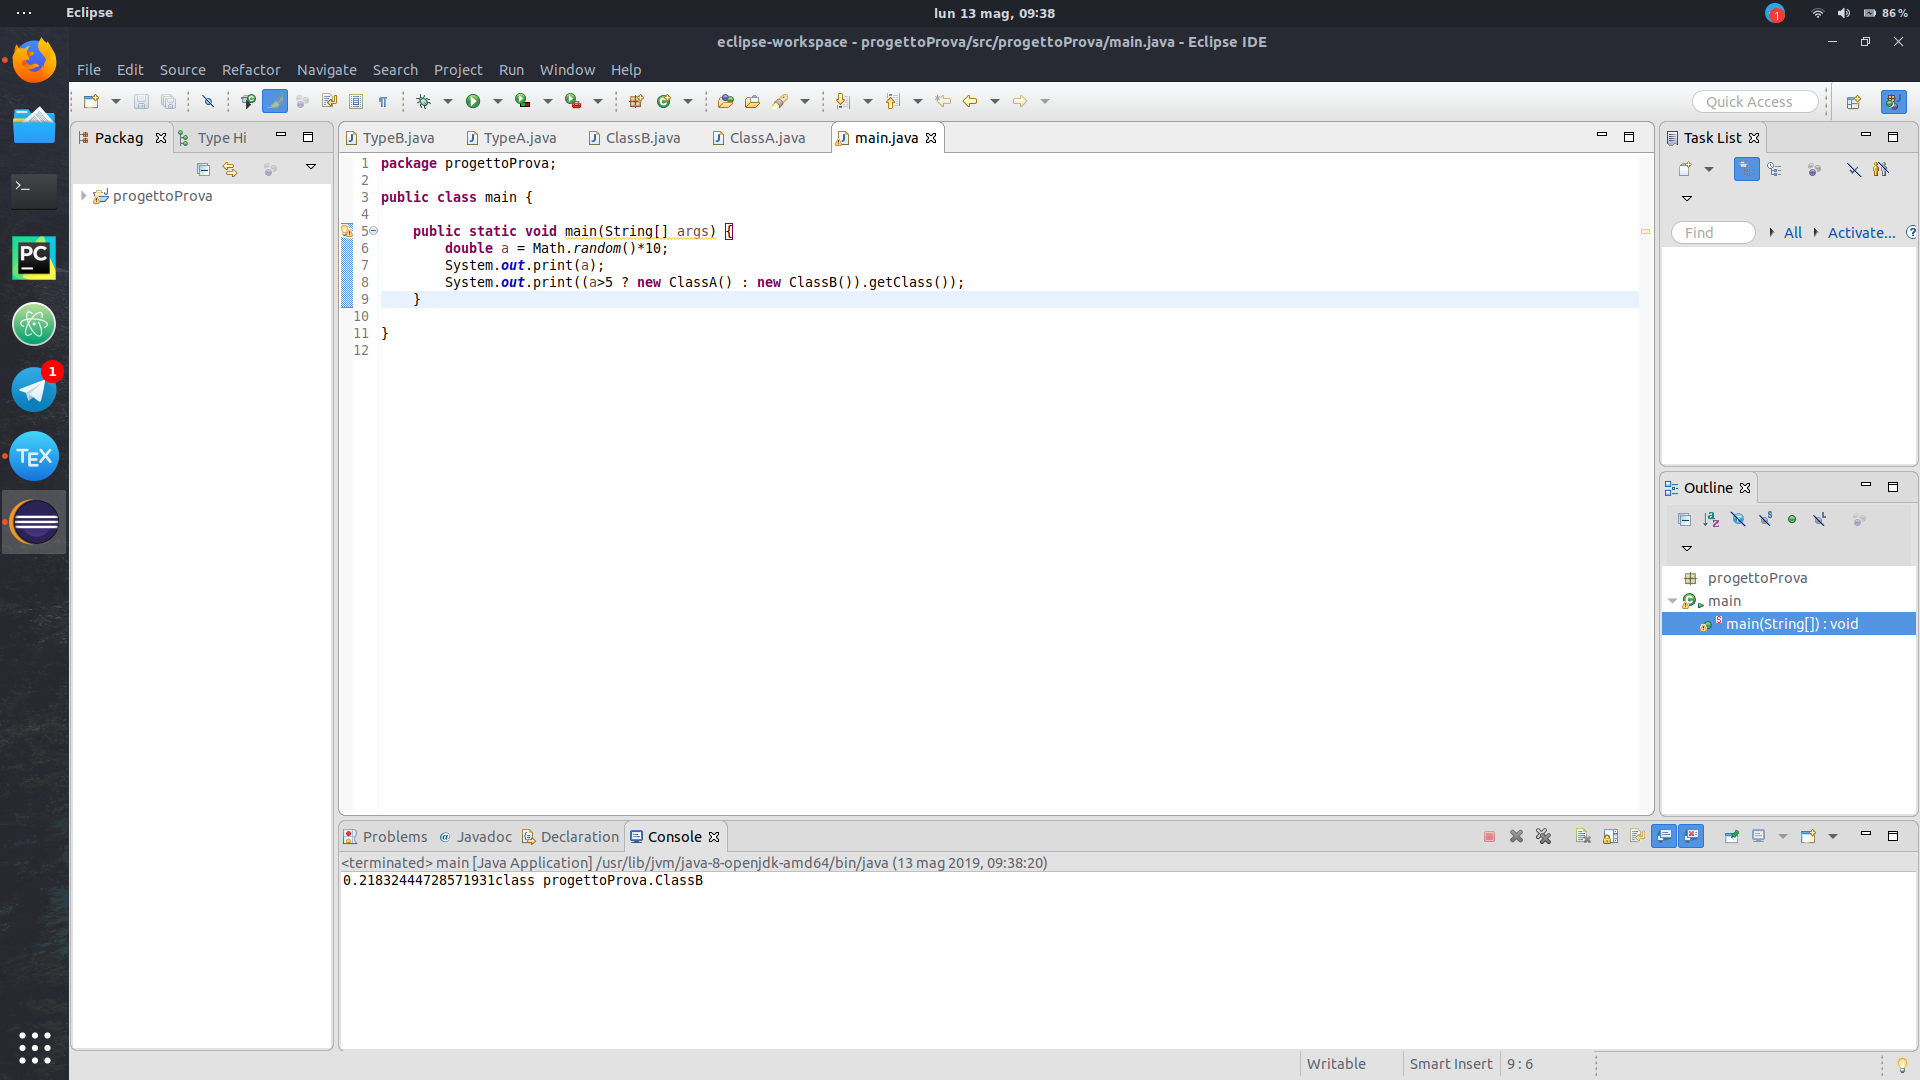 Eclipse
lun 13 mag, 09:38
1
86 %
eclipse-workspace - progettoProva/src/progettoProva/main.java - Eclipse IDE
File Edit Source Refactor Navigate Search Project Run Window Help
Quick Access
Packag
Type Hi
TypeB.java
TypeA.java
ClassB.java
ClassA.java
main.java
Task List
progettoProva
1 package progettoProva;
2
3 public class main {
4
5 public static void main(String[] args) {
6 double a = Math.random()*10;
7 System.out.print(a);
8 System.out.print((a>5 ? new ClassA() : new ClassB()).getClass());
9 }
10
11 }
12
Find
All
Activate...
PC
1
TEX
Outline
progettoProva
main
main(String[]) : void
Problems
@ Javadoc
Declaration
Console
<terminated> main [Java Application] /usr/lib/jvm/java-8-openjdk-amd64/bin/java (13 mag 2019, 09:38:20)
0.21832444728571931class progettoProva.ClassB
Writable
Smart Insert
9 : 6